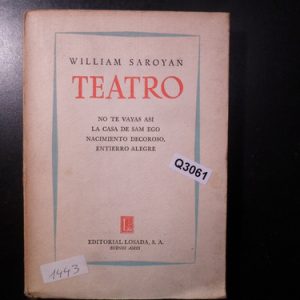 WILLIAM SAROYAN
TEATRO
NO TE VAYAS ASI
LA CASA DE SAM EGO
NACIMIENTO DECOROSO,
ENTIERRO ALEGRE
Q3061
EDITORIAL LOSADA, S. A.
BUENOS AIRES
1443